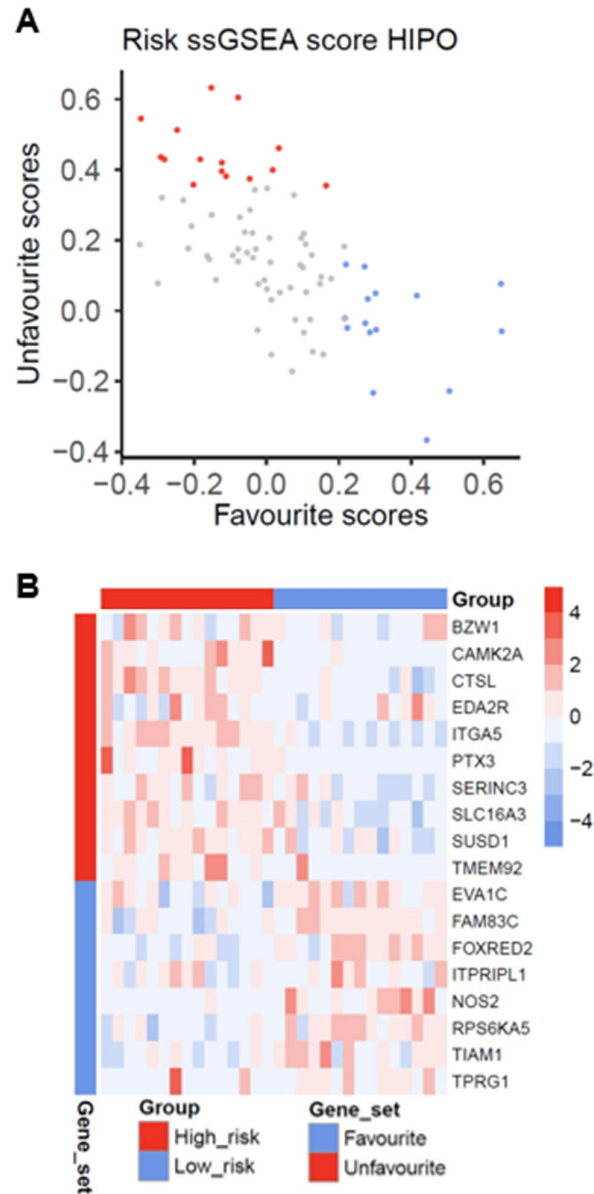 A
Risk ssGSEA score HIPO
Unfavourite scores
0.6
0.4
0.2
0.0
−0.2
−0.4
−0.4 −0.2 0.0 0.2 0.4 0.6
Favourite scores
B
Group
BZW1
CAMK2A
CTSL
EDA2R
ITGA5
PTX3
SERINC3
SLC16A3
SUSD1
TMEM92
EVA1C
FAM83C
FOXRED2
ITPRIPL1
NOS2
RPS6KA5
TIAM1
TPRG1
4
2
0
−2
−4
Gene_set
Group
High_risk
Low_risk
Gene_set
Favourite
Unfavourite